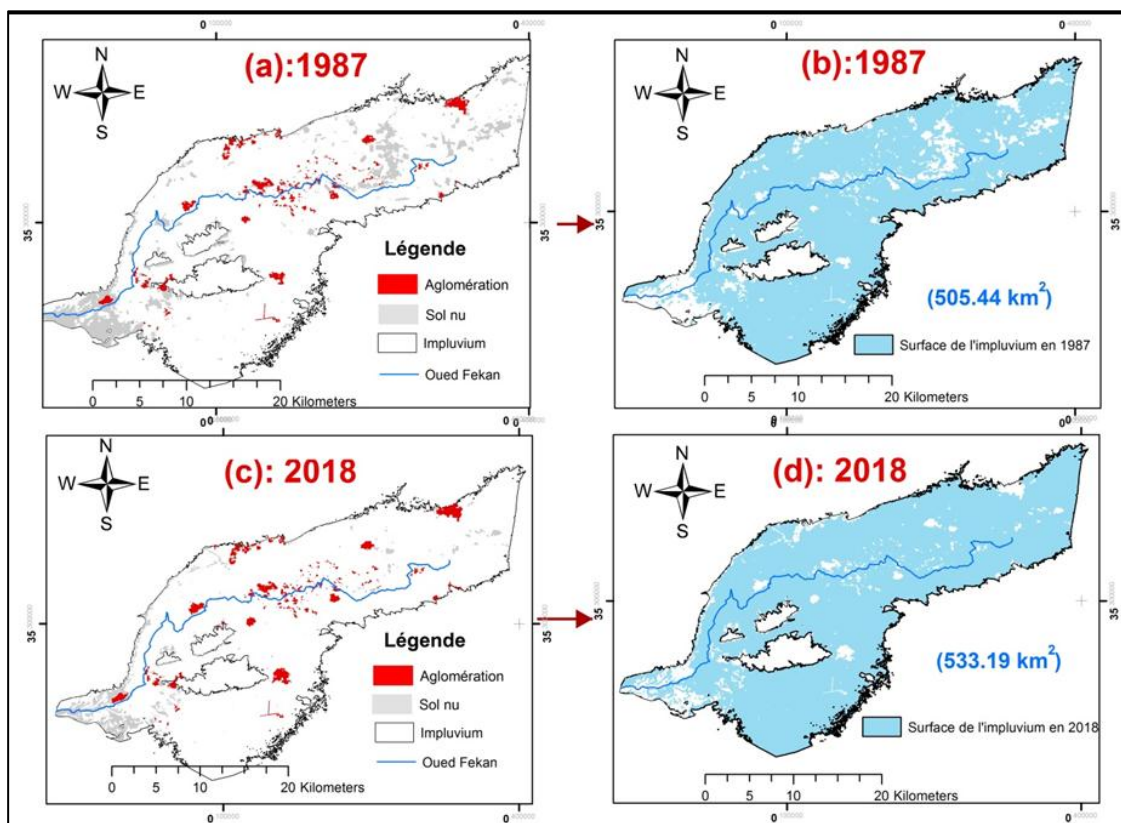 (a):1987
N
W E
S
35
Légende
Aglomération
Sol nu
Impluvium
Oued Fekan
0 5 10 20 Kilometers
(b):1987
N
W E
S
35
(505.44 km²)
Surface de l'impluvium en 1987
0 5 10 20 Kilometers
(c): 2018
N
W E
S
35
Légende
Aglomération
Sol nu
Impluvium
Oued Fekan
0 5 10 20 Kilometers
(d): 2018
N
W E
S
35
(533.19 km²)
Surface de l'impluvium en 2018
0 5 10 20 Kilometers